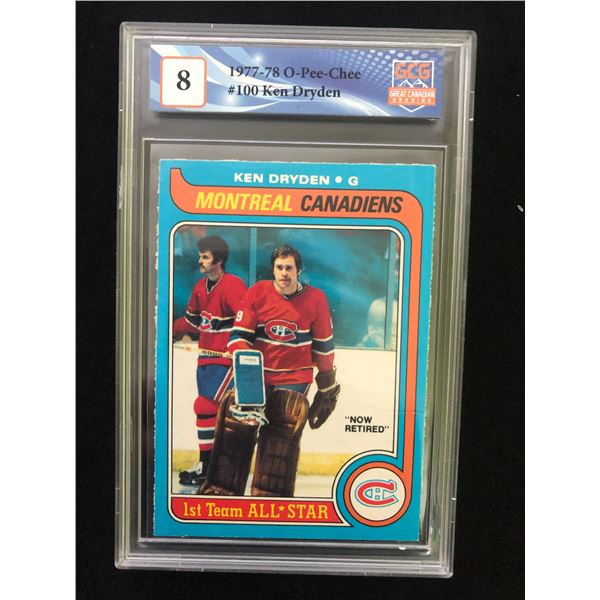 8
1977-78 O-Pee-Chee
#100 Ken Dryden
GCG
GREAT CANADIAN
GRADING
KEN DRYDEN • G
MONTREAL CANADIENS
"NOW
RETIRED"
1st Team ALL★STAR